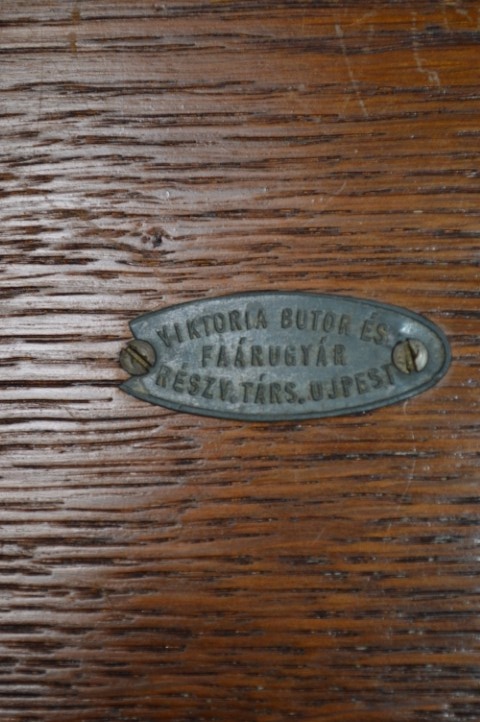 VIKTORIA BUTOR ÉS
FAÁRUGYÁR
RÉSZV. TÁRS. UJPEST